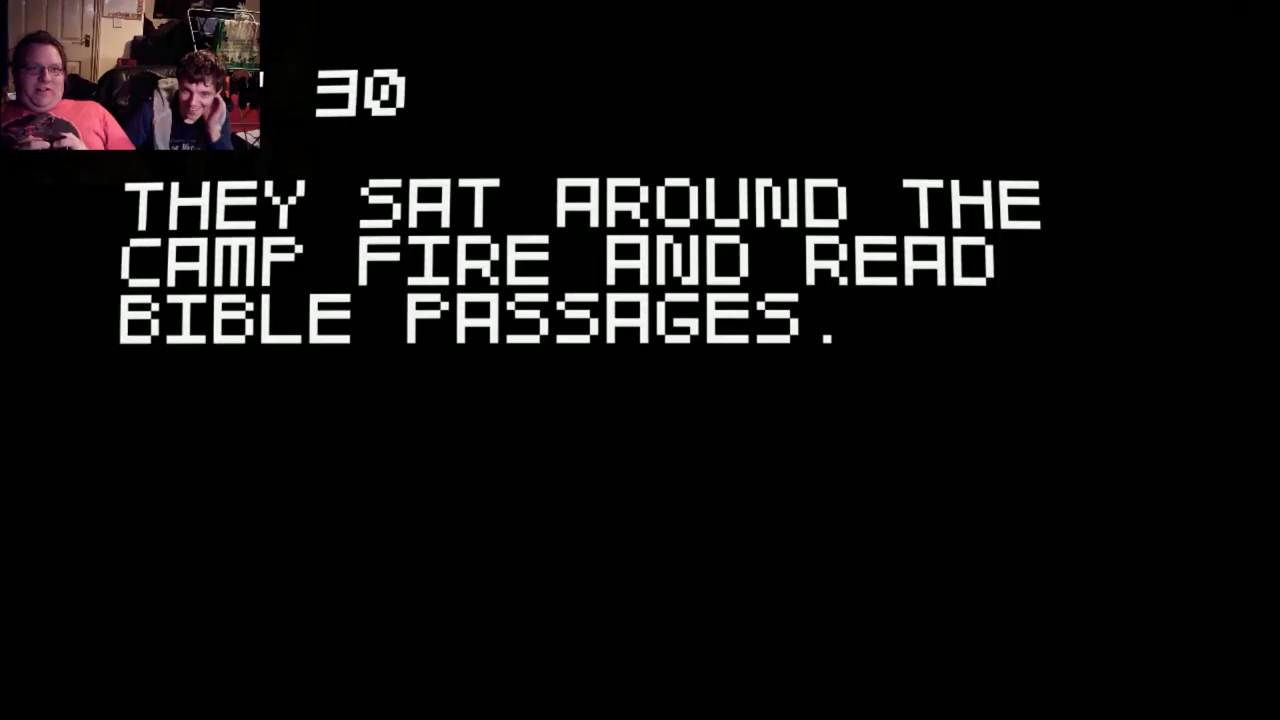 30
THEY SAT AROUND THE
CAMP FIRE AND READ
BIBLE PASSAGES.